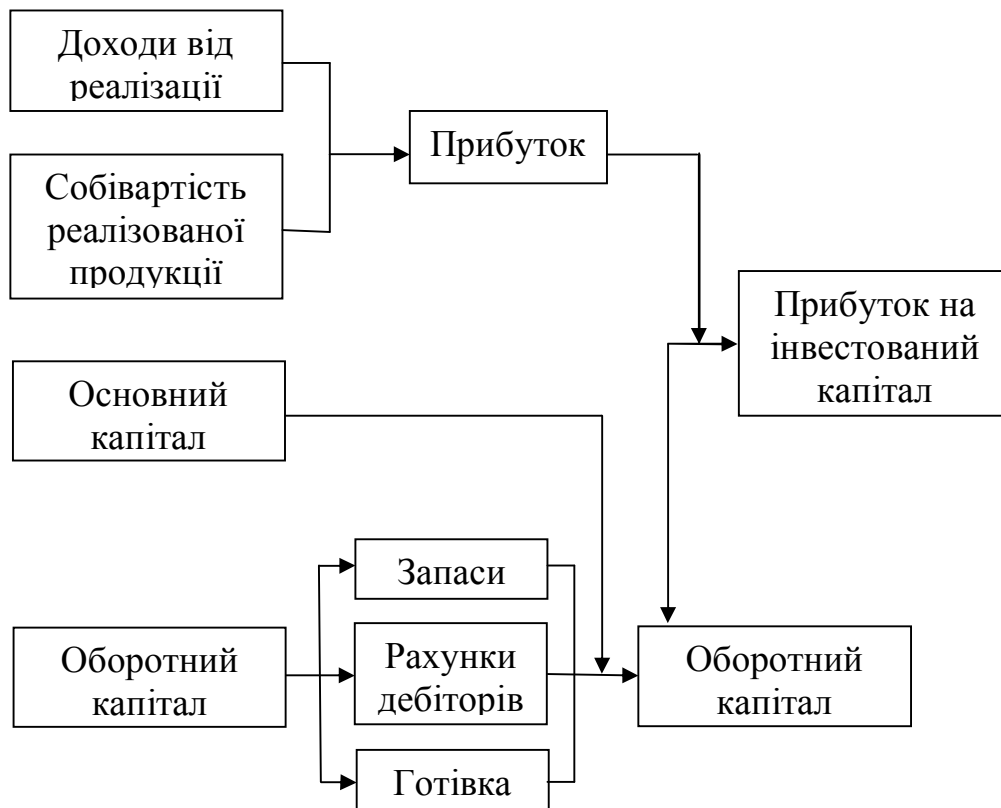 Доходи від
реалізації
Прибуток
Собівартість
реалізованої
продукції
Прибуток на
інвестований
капітал
Основний
капітал
Запаси
Оборотний
капітал
Рахунки
дебіторів
Оборотний
капітал
Готівка